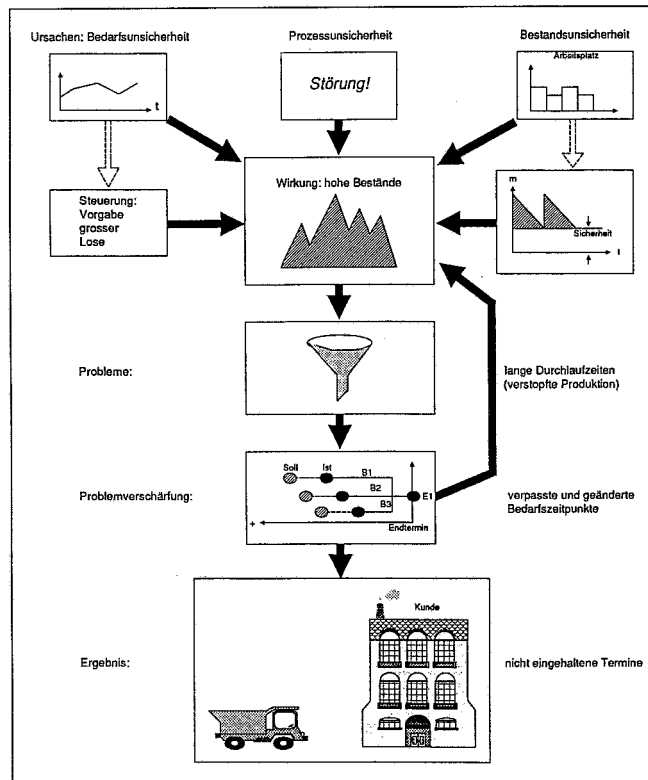 Ursachen: Bedarfsunsicherheit
Prozessunsicherheit
Bestandsunsicherheit
t
Störung!
Arbeitsplatz
Steuerung:
Vorgabe
grosser
Lose
Wirkung: hohe Bestände
m
Sicherheit
t
Probleme:
lange Durchlaufzeiten
(verstopfte Produktion)
Problemverschärfung:
Soll
Ist
B1
B2
B3
E1
+
Endtermin
verpasste und geänderte
Bedarfszeitpunkte
Kunde
Ergebnis:
nicht eingehaltene Termine